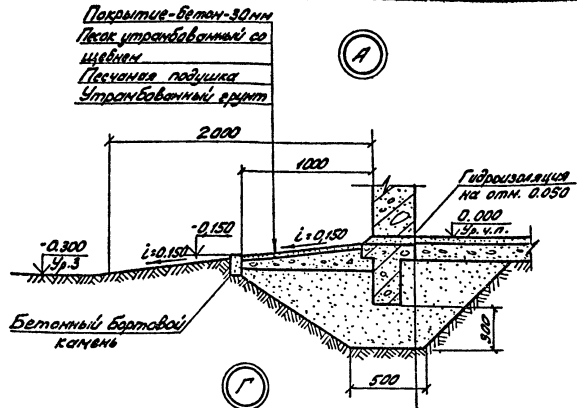 Покрытие-бетон-30мм
Песок утрамбованный со
щебнем
Песчаная подушка
Утрамбованный грунт
А
2000
1000
Гидроизоляция
на отм. 0.050
0.000
Ур.ч.п.
-0.150
i=0,150
-0.300
Ур.З
i=0.150
Бетонный бортовой
камень
300
500
Г